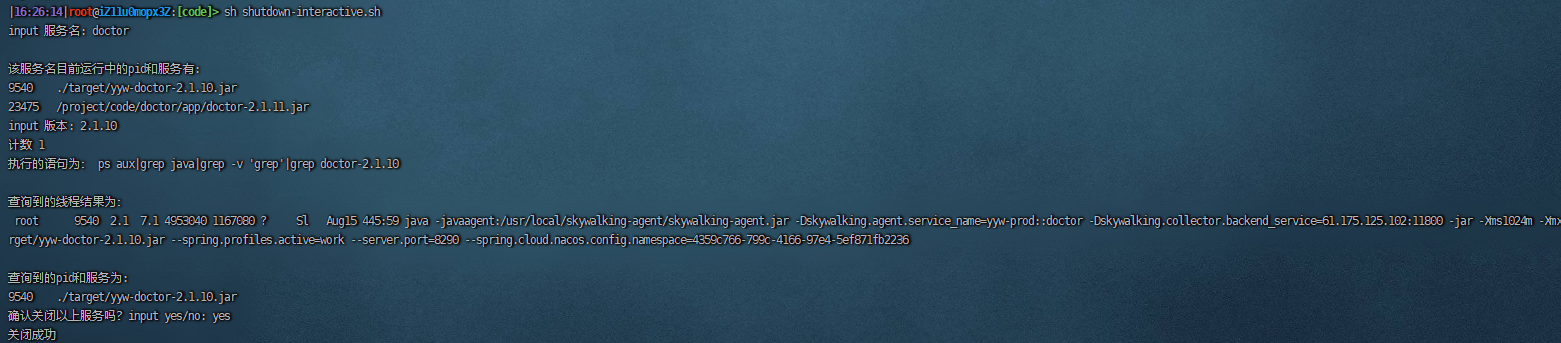 |16:26:14|root@iZ11u0mopx3Z:[code]> sh shutdown-interactive.sh
input 服务名: doctor
该服务名目前运行中的pid和服务有:
9540    ./target/yyw-doctor-2.1.10.jar
23475   /project/code/doctor/app/doctor-2.1.11.jar
input 版本: 2.1.10
计数 1
执行的语句为:  ps aux|grep java|grep -v 'grep'|grep doctor-2.1.10
查询到的线程结果为:
root      9540  2.1  7.1 4953040 1167080 ?     Sl   Aug15 445:59 java -javaagent:/usr/local/skywalking-agent/skywalking-agent.jar -Dskywalking.agent.service_name=yyw-prod::doctor -Dskywalking.collector.backend_service=61.175.125.102:11800 -jar -Xms1024m -Xmx
rget/yyw-doctor-2.1.10.jar --spring.profiles.active=work --server.port=8290 --spring.cloud.nacos.config.namespace=4359c766-799c-4166-97e4-5ef871fb2236
查询到的pid和服务为:
9540    ./target/yyw-doctor-2.1.10.jar
确认关闭以上服务吗? input yes/no: yes
关闭成功